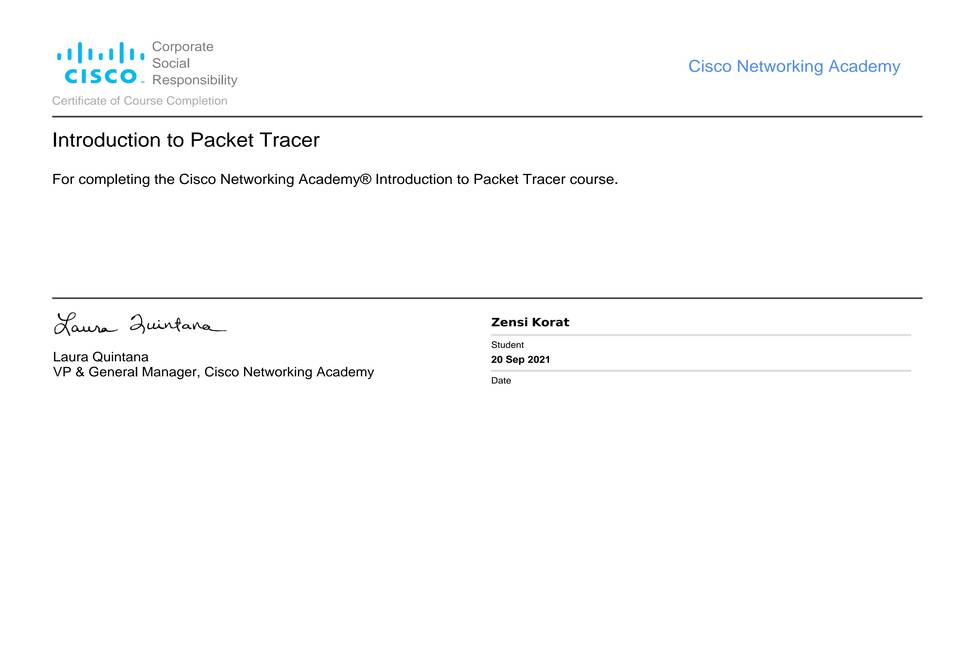 Corporate
Social
CISCO Responsibility
Cisco Networking Academy
Certificate of Course Completion
Introduction to Packet Tracer
For completing the Cisco Networking Academy® Introduction to Packet Tracer course.
Laura Quintana
Laura Quintana
VP & General Manager, Cisco Networking Academy
Zensi Korat
Student
20 Sep 2021
Date